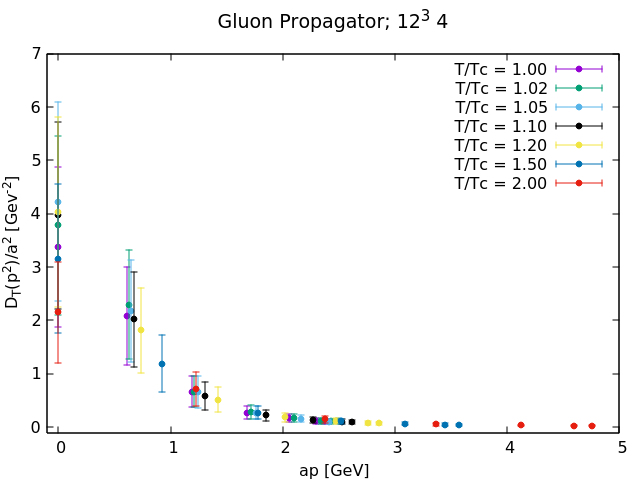 Gluon Propagator; 12³ 4
D_T(p²)/a² [Gev⁻²]
7
6
5
4
3
2
1
0
T/Tc = 1.00
T/Tc = 1.02
T/Tc = 1.05
T/Tc = 1.10
T/Tc = 1.20
T/Tc = 1.50
T/Tc = 2.00
0 1 2 3 4 5
ap [GeV]